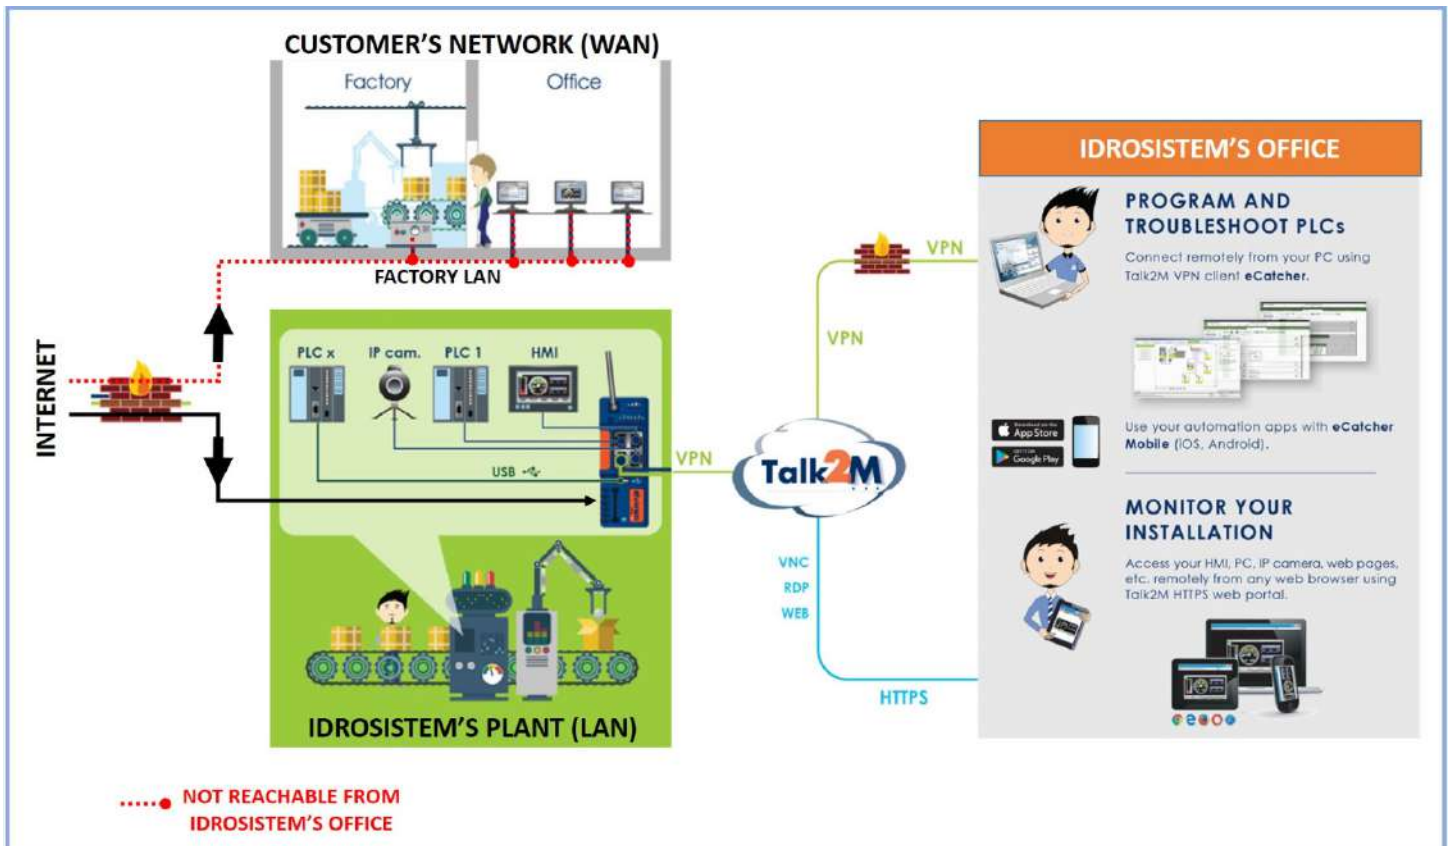 CUSTOMER'S NETWORK (WAN)
Factory
Office
FACTORY LAN
INTERNET
PLC x
IP cam.
PLC 1
HMI
USB
VPN
IDROSISTEM'S PLANT (LAN)
NOT REACHABLE FROM
IDROSISTEM'S OFFICE
Talk2M
VPN
VPN
VNC
RDP
WEB
HTTPS
IDROSISTEM'S OFFICE
PROGRAM AND
TROUBLESHOOT PLCs
Connect remotely from your PC using
Talk2M VPN client eCatcher.
App Store
Google Play
Use your automation apps with eCatcher
Mobile (iOS, Android).
MONITOR YOUR
INSTALLATION
Access your HMI, PC, IP camera, web pages,
etc. remotely from any web browser using
Talk2M HTTPS web portal.